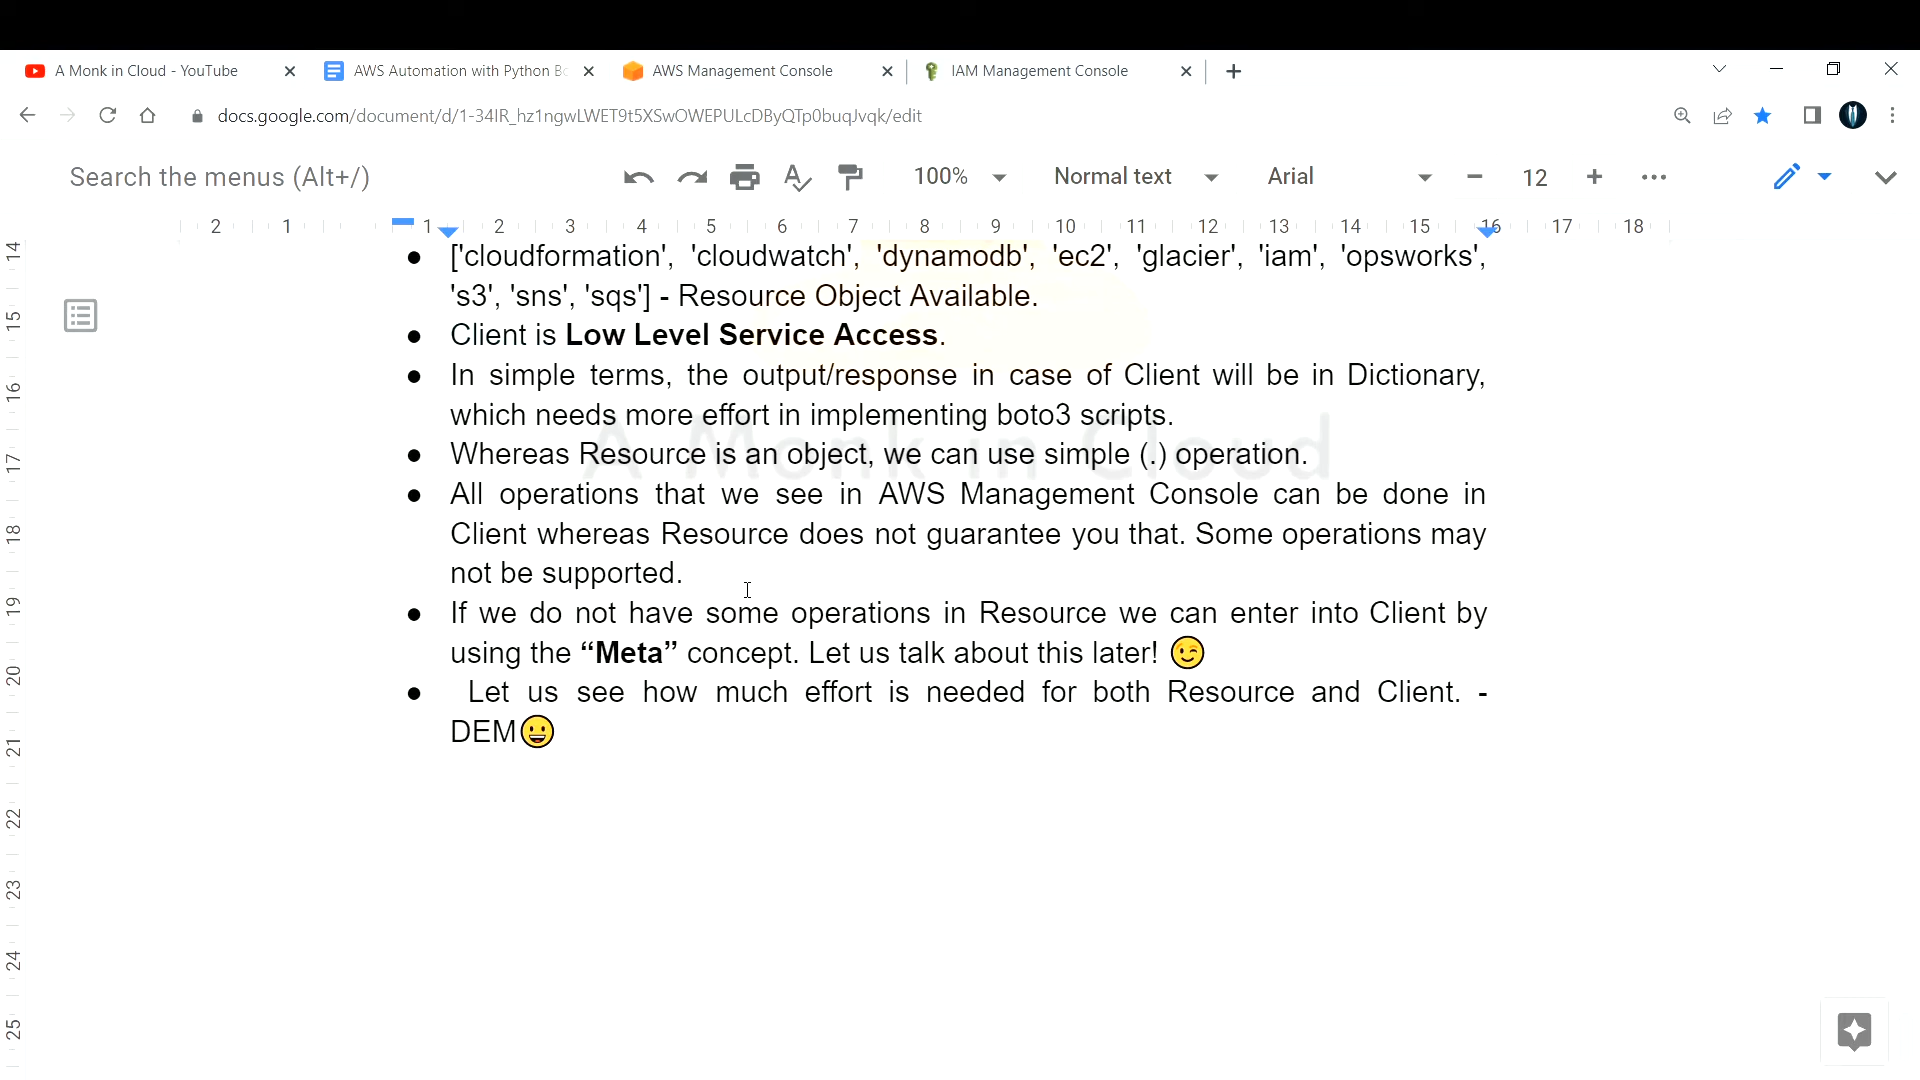 A Monk in Cloud - YouTube
AWS Automation with Python Bo
AWS Management Console
IAM Management Console
docs.google.com/document/d/1-34IR_hz1ngwLWET9t5XSwOWEPULcDByQTp0buqJvqk/edit
Search the menus (Alt+/)
100%
Normal text
Arial
12
2 1 1 2 3 4 5 6 7 8 9 10 11 12 13 14 15 16 17 18
14
15
16
17
18
19
20
21
22
23
24
25
['cloudformation', 'cloudwatch', 'dynamodb', 'ec2', 'glacier', 'iam', 'opsworks',
's3', 'sns', 'sqs'] - Resource Object Available.
Client is Low Level Service Access.
In simple terms, the output/response in case of Client will be in Dictionary,
which needs more effort in implementing boto3 scripts.
A Monk in Cloud
Whereas Resource is an object, we can use simple (.) operation.
All operations that we see in AWS Management Console can be done in
Client whereas Resource does not guarantee you that. Some operations may
not be supported.
If we do not have some operations in Resource we can enter into Client by
using the “Meta” concept. Let us talk about this later! 😉
Let us see how much effort is needed for both Resource and Client. -
DEM😀